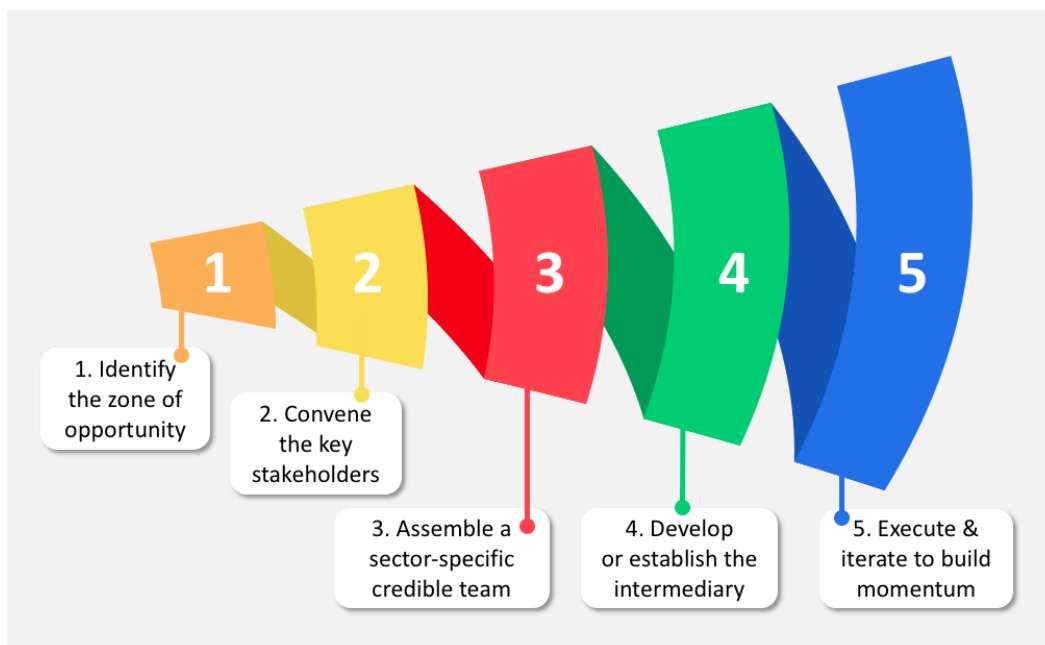 1
2
3
4
5
1. Identify
the zone of
opportunity
2. Convene
the key
stakeholders
3. Assemble a
sector-specific
credible team
4. Develop
or establish the
intermediary
5. Execute &
iterate to build
momentum